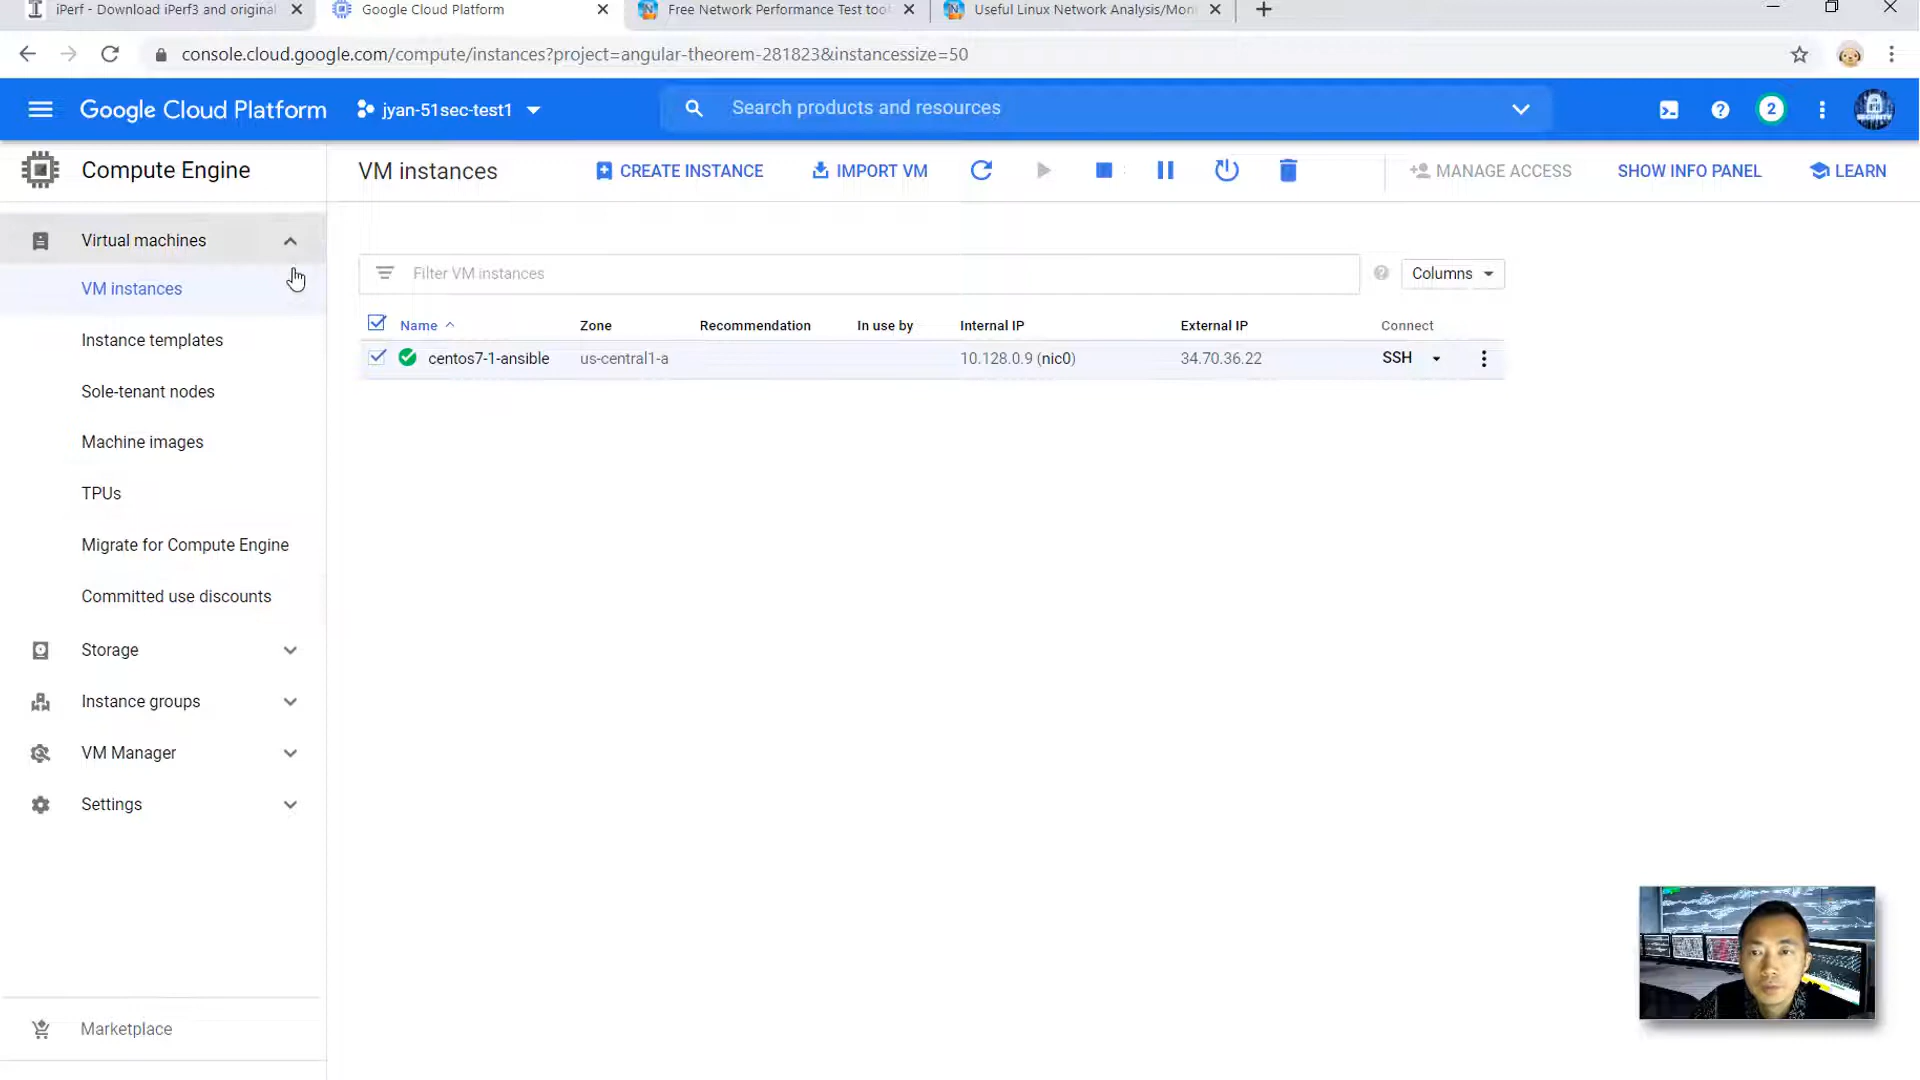 iPerf - Download iPerf3 and original
Google Cloud Platform
Free Network Performance Test too
Useful Linux Network Analysis/Mon
console.cloud.google.com/compute/instances?project=angular-theorem-281823&instancessize=50
Google Cloud Platform
jyan-51sec-test1
Search products and resources
2
Compute Engine
VM instances
CREATE INSTANCE
IMPORT VM
MANAGE ACCESS
SHOW INFO PANEL
LEARN
Virtual machines
VM instances
Instance templates
Sole-tenant nodes
Machine images
TPUs
Migrate for Compute Engine
Committed use discounts
Storage
Instance groups
VM Manager
Settings
Marketplace
Filter VM instances
Columns
Name Zone Recommendation In use by Internal IP External IP Connect
centos7-1-ansible us-central1-a 10.128.0.9 (nic0) 34.70.36.22 SSH